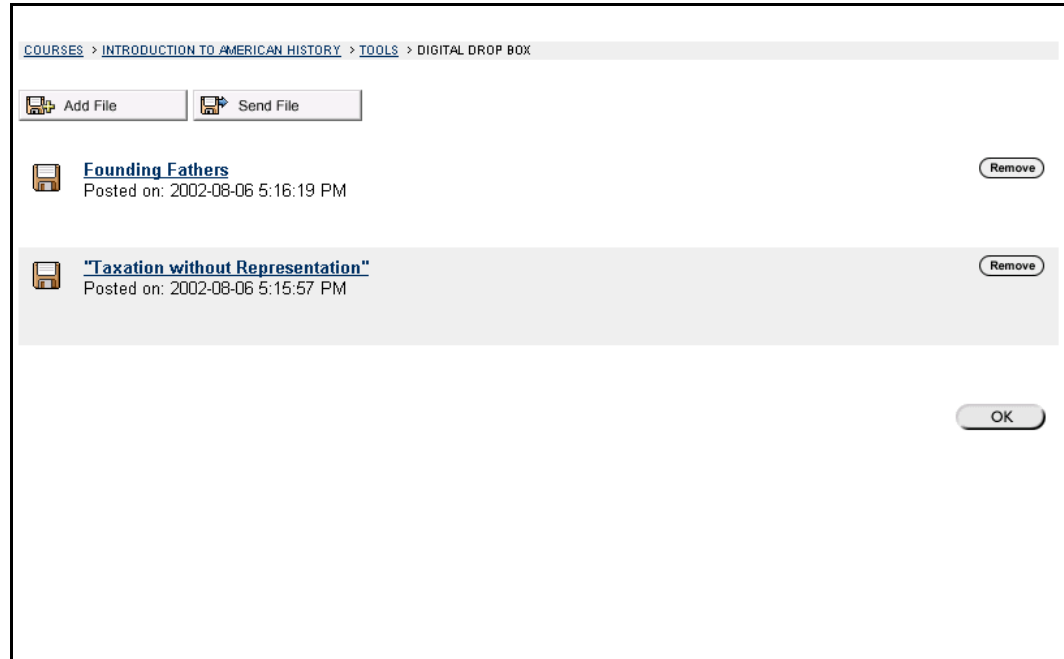 COURSES > INTRODUCTION TO AMERICAN HISTORY > TOOLS > DIGITAL DROP BOX
Add File Send File
Founding Fathers Remove
Posted on: 2002-08-06 5:16:19 PM
"Taxation without Representation" Remove
Posted on: 2002-08-06 5:15:57 PM
OK